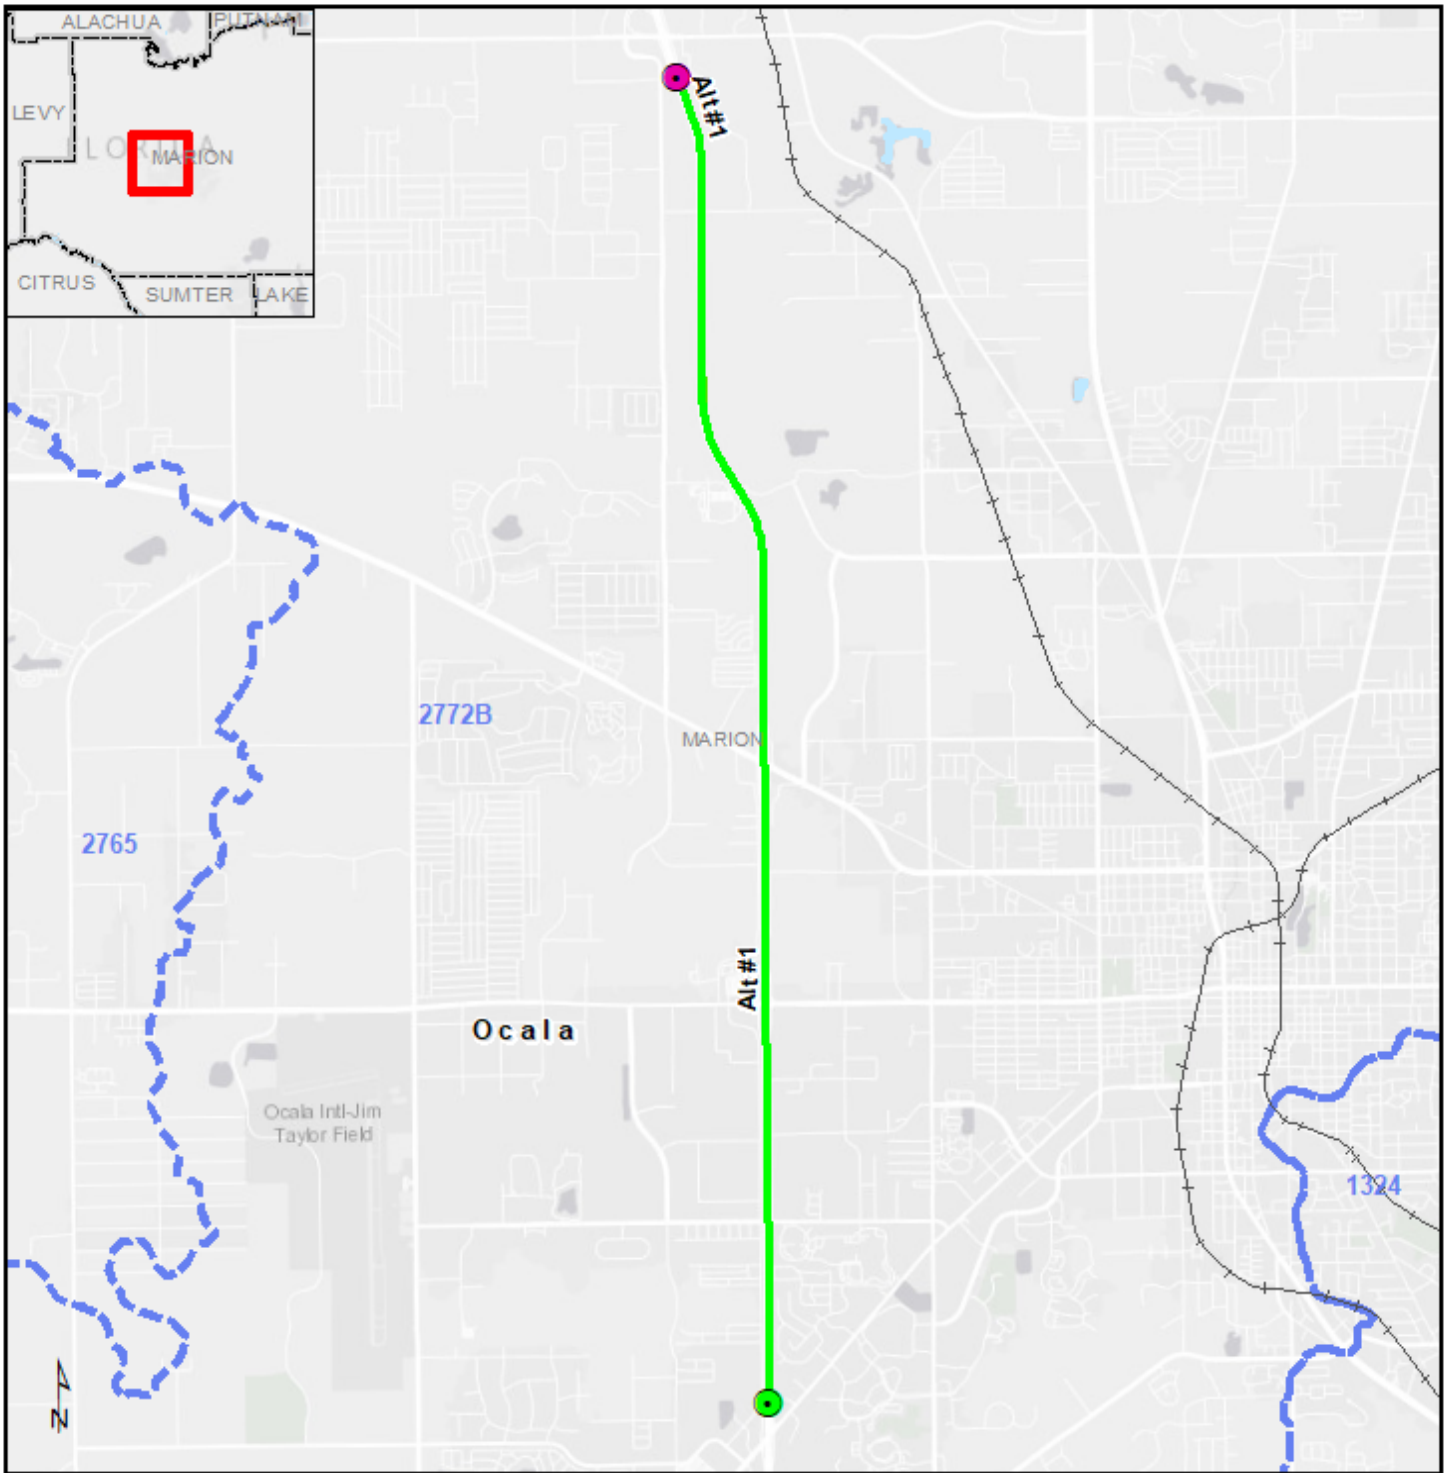 ALACHUA
PUTNAM
LEVY
FLORIDA
MARION
CITRUS
SUMTER
LAKE
Alt#1
2772B
MARION
2765
Alt #1
Ocala
Ocala Intl-Jim
Taylor Field
1324
N